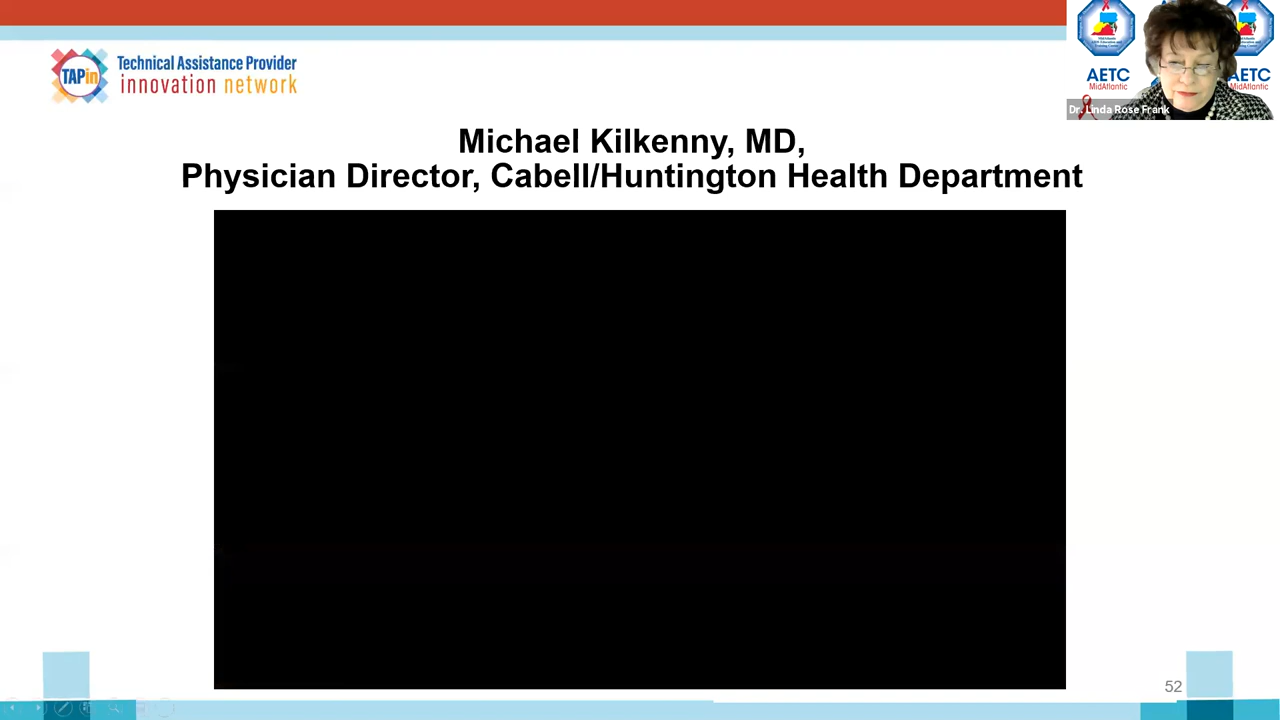 TAPin
Technical Assistance Provider
innovation network
AETC
MidAtlantic
AETC
MidAtlantic
Dr. Linda Rose Frank
Michael Kilkenny, MD,
Physician Director, Cabell/Huntington Health Department
52